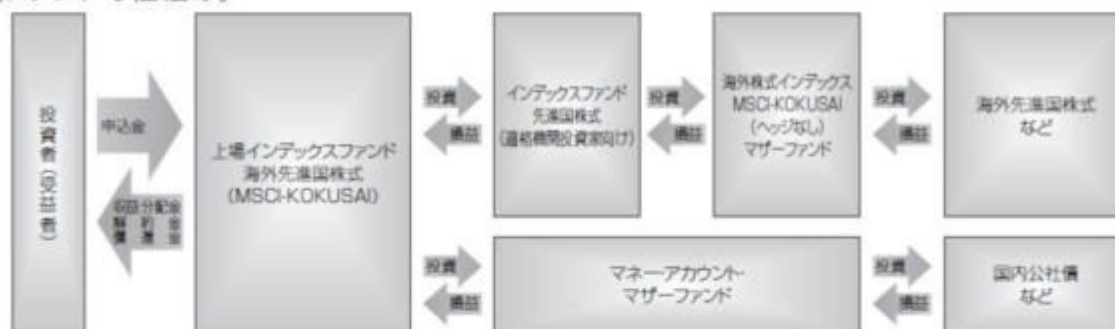 投資者(受益者)
申込金
収益分配金
解約金
償還金
上場インデックスファンド
海外先進国株式
(MSCI-KOKUSAI)
投資
損益
インデックスファンド
先進国株式
(適格機関投資家向け)
投資
損益
海外株式インデックス
MSCI-KOKUSAI
(ヘッジなし)
マザーファンド
投資
損益
海外先進国株式
など
投資
損益
マネーアカウント・
マザーファンド
投資
損益
国内公社債
など